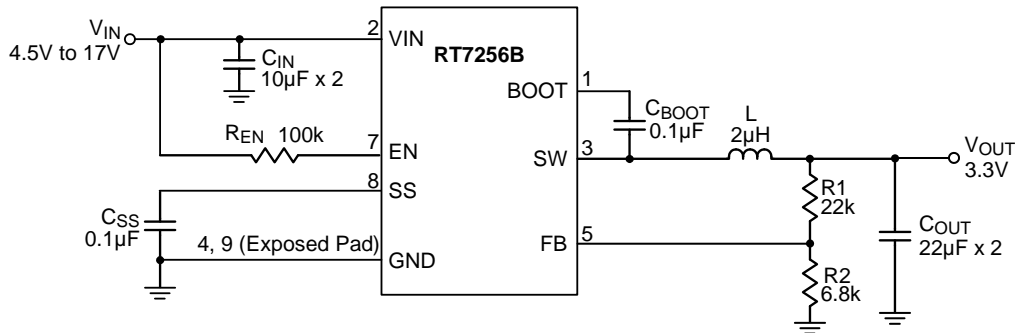 VIN
4.5V to 17V
2
VIN
RT7256B
CIN
10µF x 2
BOOT
1
CBOOT
0.1µF
L
2µH
REN 100k
7
EN
SW
3
VOUT
3.3V
8
SS
R1
22k
CSS
0.1µF
4, 9 (Exposed Pad)
GND
FB
5
COUT
22µF x 2
R2
6.8k